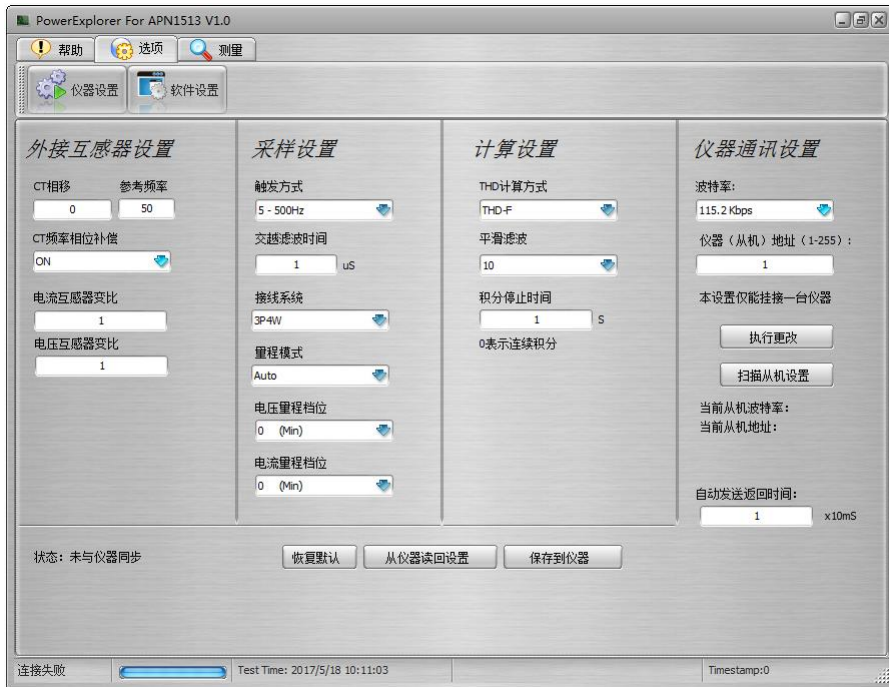 PowerExplorer For APN1513 V1.0
帮助 选项 测量
仪器设置 软件设置
外接互感器设置
CT相移 参考频率
0 50
CT频率相位补偿
ON
电流互感器变比
1
电压互感器变比
1
采样设置
触发方式
5 - 500Hz
交越滤波时间
1 uS
接线系统
3P4W
量程模式
Auto
电压量程档位
0 (Min)
电流量程档位
0 (Min)
计算设置
THD计算方式
THD-F
平滑滤波
10
积分停止时间
1 S
0表示连续积分
仪器通讯设置
波特率:
115.2 Kbps
仪器（从机）地址（1-255）:
1
本设置仅能挂接一台仪器
执行更改
扫描从机设置
当前从机波特率:
当前从机地址:
自动发送返回时间:
1 x10mS
状态: 未与仪器同步 恢复默认 从仪器读回设置 保存到仪器
连接失败 Test Time: 2017/5/18 10:11:03 Timestamp:0